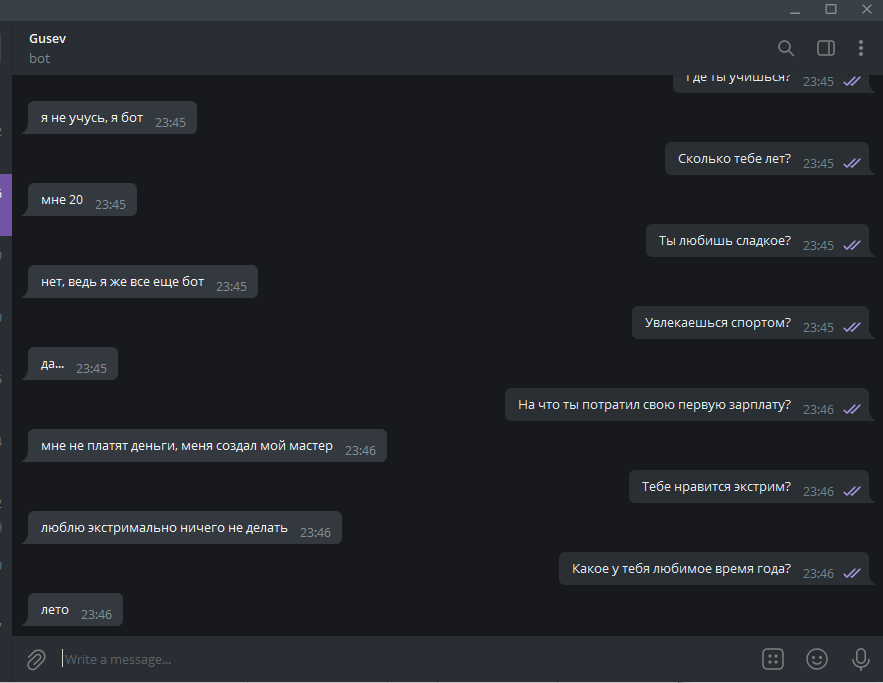 Gusev
bot
Где ты учишься? 23:45
я не учусь, я бот 23:45
Сколько тебе лет? 23:45
мне 20 23:45
Ты любишь сладкое? 23:45
нет, ведь я же все еще бот 23:45
Увлекаешься спортом? 23:45
да... 23:45
На что ты потратил свою первую зарплату? 23:46
мне не платят деньги, меня создал мой мастер 23:46
Тебе нравится экстрим? 23:46
люблю экстримально ничего не делать 23:46
Какое у тебя любимое время года? 23:46
лето 23:46
Write a message...